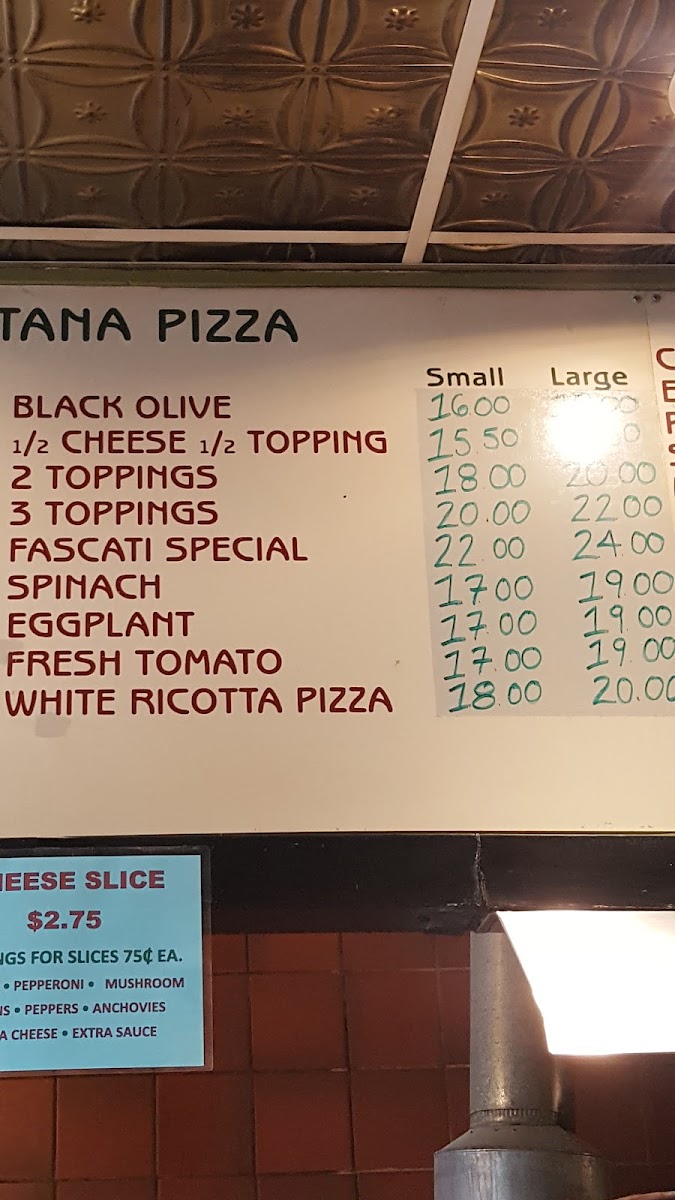 TANA PIZZA
Small Large
BLACK OLIVE 16.00
1/2 CHEESE 1/2 TOPPING 15.50
2 TOPPINGS 18.00 20.00
3 TOPPINGS 20.00 22.00
FASCATI SPECIAL 22.00 24.00
SPINACH 17.00 19.00
EGGPLANT 17.00 19.00
FRESH TOMATO 17.00 19.00
WHITE RICOTTA PIZZA 18.00 20.00
EESE SLICE
$2.75
NGS FOR SLICES 75¢ EA.
• PEPPERONI • MUSHROOM
NS • PEPPERS • ANCHOVIES
A CHEESE • EXTRA SAUCE